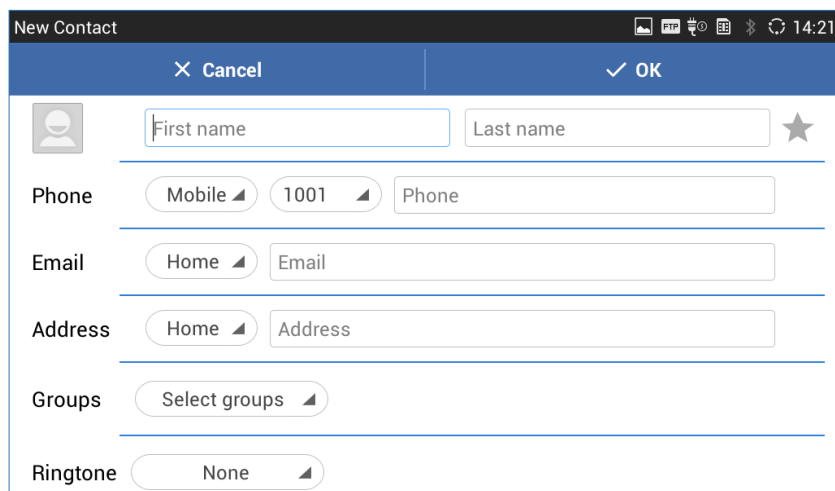 New Contact FTP 14:21
Cancel OK
First name Last name
Phone Mobile 1001 Phone
Email Home Email
Address Home Address
Groups Select groups
Ringtone None